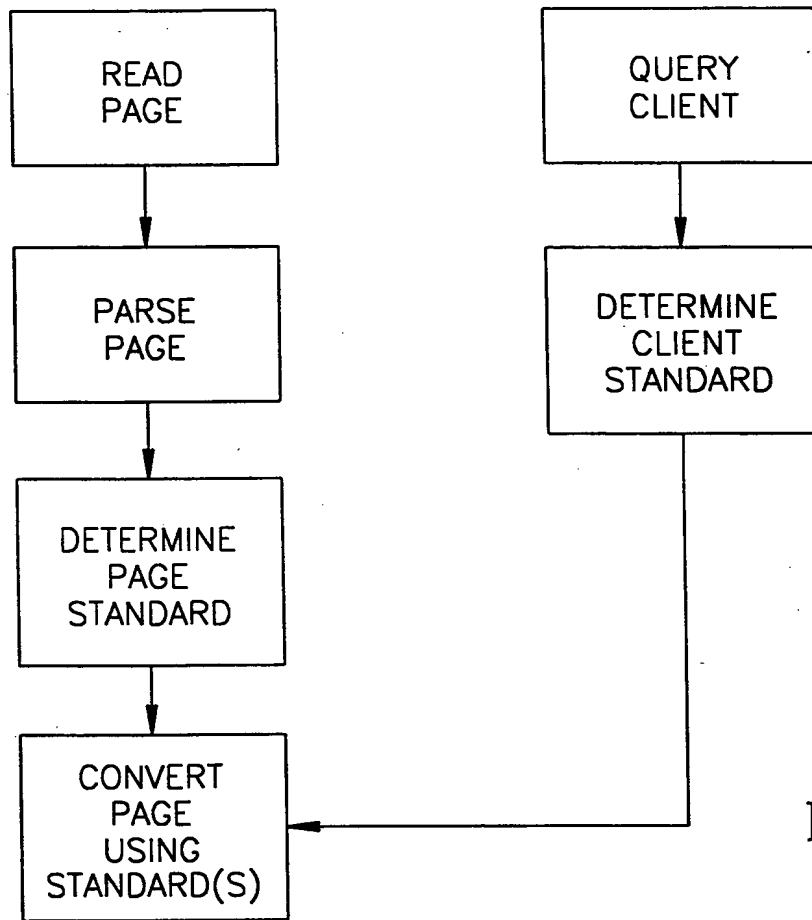 READ
PAGE
PARSE
PAGE
DETERMINE
PAGE
STANDARD
QUERY
CLIENT
DETERMINE
CLIENT
STANDARD
CONVERT
PAGE
USING
STANDARD(S)